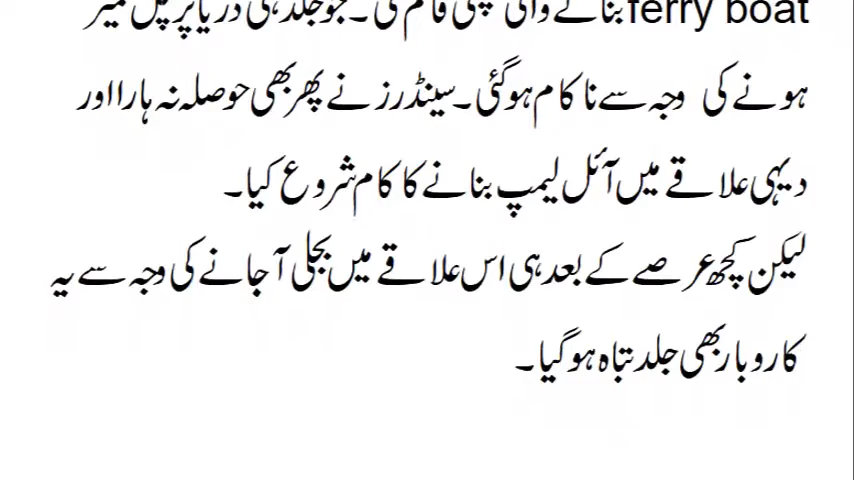 ferry boat بنانے والی کمپنی قائم کی۔ جو جلد ہی دریا پر پل تعمیر
ہونے کی وجہ سے ناکام ہوگئی۔ سینڈرز نے پھر بھی حوصلہ نہ ہارا اور
دیہی علاقے میں آئل لیمپ بنانے کا کام شروع کیا۔
لیکن کچھ عرصے کے بعد ہی اس علاقے میں بجلی آ جانے کی وجہ سے یہ
کاروبار بھی جلد تباہ ہوگیا۔